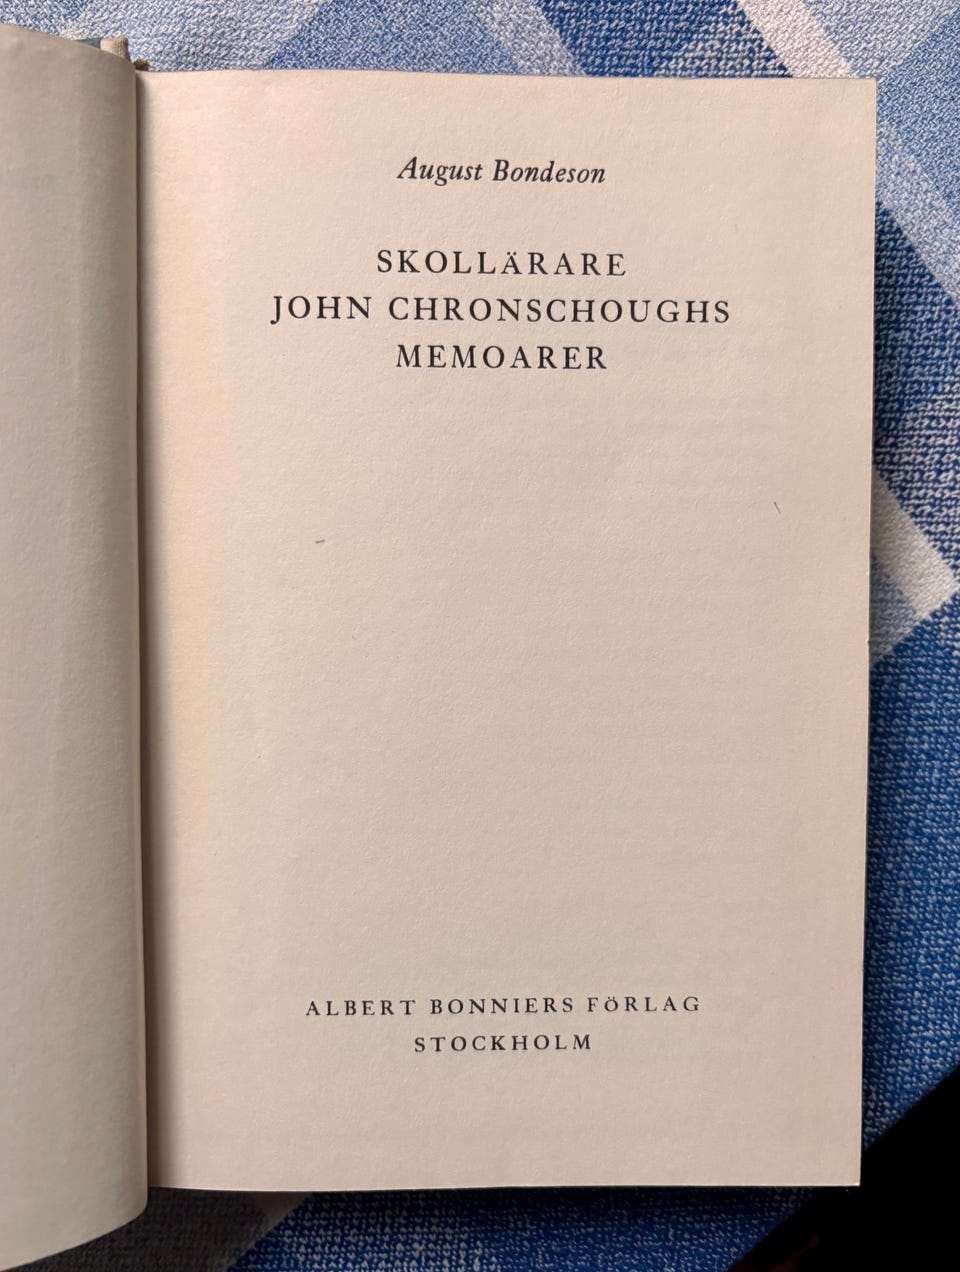 August Bondeson
SKOLLÄRARE
JOHN CHRONSCHOUGHS
MEMOARER
ALBERT BONNIERS FÖRLAG
STOCKHOLM